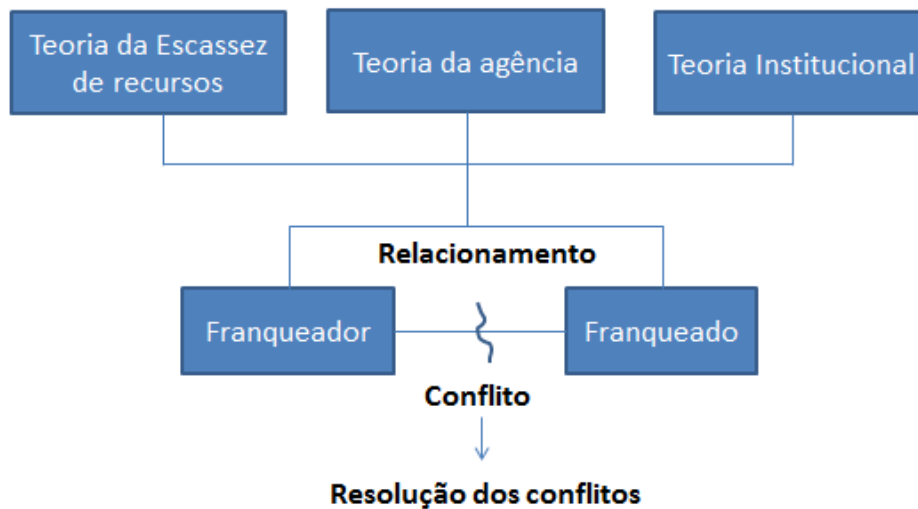 Teoria da Escassez
de recursos
Teoria da agência
Teoria Institucional
Relacionamento
Franqueador
Franqueado
Conflito
Resolução dos conflitos